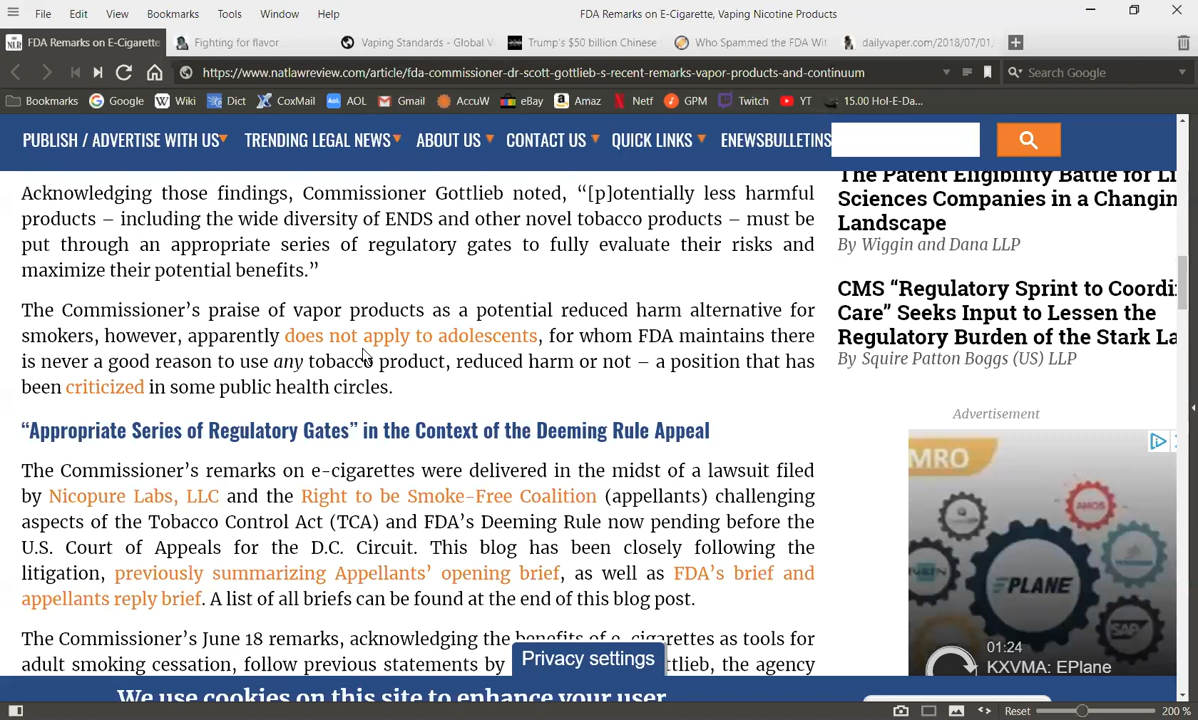 File Edit View Bookmarks Tools Window Help
FDA Remarks on E-Cigarette, Vaping Nicotine Products
NLR FDA Remarks on E-Cigarette
Fighting for flavor
Vaping Standards - Global V
Trump's $50 billion Chinese
Who Spammed the FDA Wit
dailyvaper.com/2018/07/01
https://www.natlawreview.com/article/fda-commissioner-dr-scott-gottlieb-s-recent-remarks-vapor-products-and-continuum
Search Google
Bookmarks Google Wiki Dict CoxMail AOL Gmail AccuW eBay Amaz Netf GPM Twitch YT 15.00 Hol-E-Da...
PUBLISH / ADVERTISE WITH US TRENDING LEGAL NEWS ABOUT US CONTACT US QUICK LINKS ENEWSBULLETINS
Acknowledging those findings, Commissioner Gottlieb noted, “[p]otentially less harmful
products – including the wide diversity of ENDS and other novel tobacco products – must be
put through an appropriate series of regulatory gates to fully evaluate their risks and
maximize their potential benefits.”
The Commissioner’s praise of vapor products as a potential reduced harm alternative for
smokers, however, apparently does not apply to adolescents, for whom FDA maintains there
is never a good reason to use any tobacco product, reduced harm or not – a position that has
been criticized in some public health circles.
“Appropriate Series of Regulatory Gates” in the Context of the Deeming Rule Appeal
The Commissioner’s remarks on e-cigarettes were delivered in the midst of a lawsuit filed
by Nicopure Labs, LLC and the Right to be Smoke-Free Coalition (appellants) challenging
aspects of the Tobacco Control Act (TCA) and FDA’s Deeming Rule now pending before the
U.S. Court of Appeals for the D.C. Circuit. This blog has been closely following the
litigation, previously summarizing Appellants’ opening brief, as well as FDA’s brief and
appellants reply brief. A list of all briefs can be found at the end of this blog post.
The Commissioner’s June 18 remarks, acknowledging the benefits of e-cigarettes as tools for
adult smoking cessation, follow previous statements by ttlieb, the agency
Privacy settings
We use cookies on this site to enhance your user
The Patent Eligibility Battle for Li
Sciences Companies in a Changin
Landscape
By Wiggin and Dana LLP
CMS “Regulatory Sprint to Coordi
Care” Seeks Input to Lessen the
Regulatory Burden of the Stark La
By Squire Patton Boggs (US) LLP
Advertisement
MRO
AMOS
EPLANE
SAP
01:24
KXVMA: EPlane
Reset 200 %